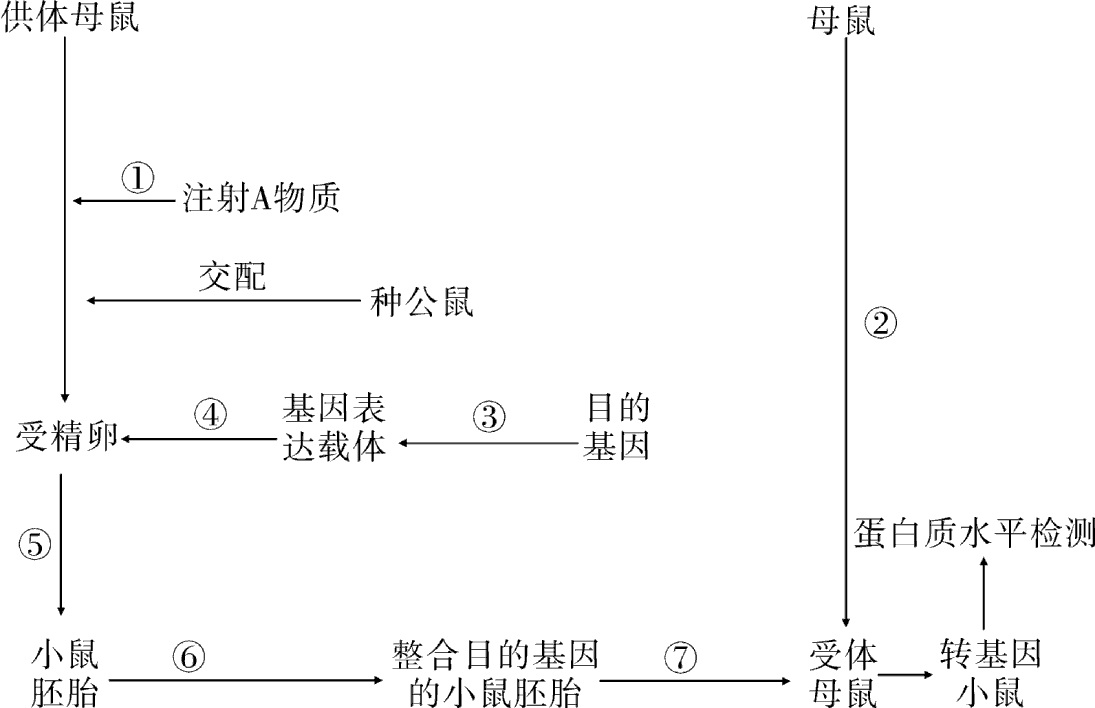 供体母鼠
母鼠
①
注射A物质
交配
种公鼠
②
受精卵
④
基因表
达载体
③
目的
基因
⑤
蛋白质水平检测
小鼠
胚胎
⑥
整合目的基因
的小鼠胚胎
⑦
受体
母鼠
转基因
小鼠